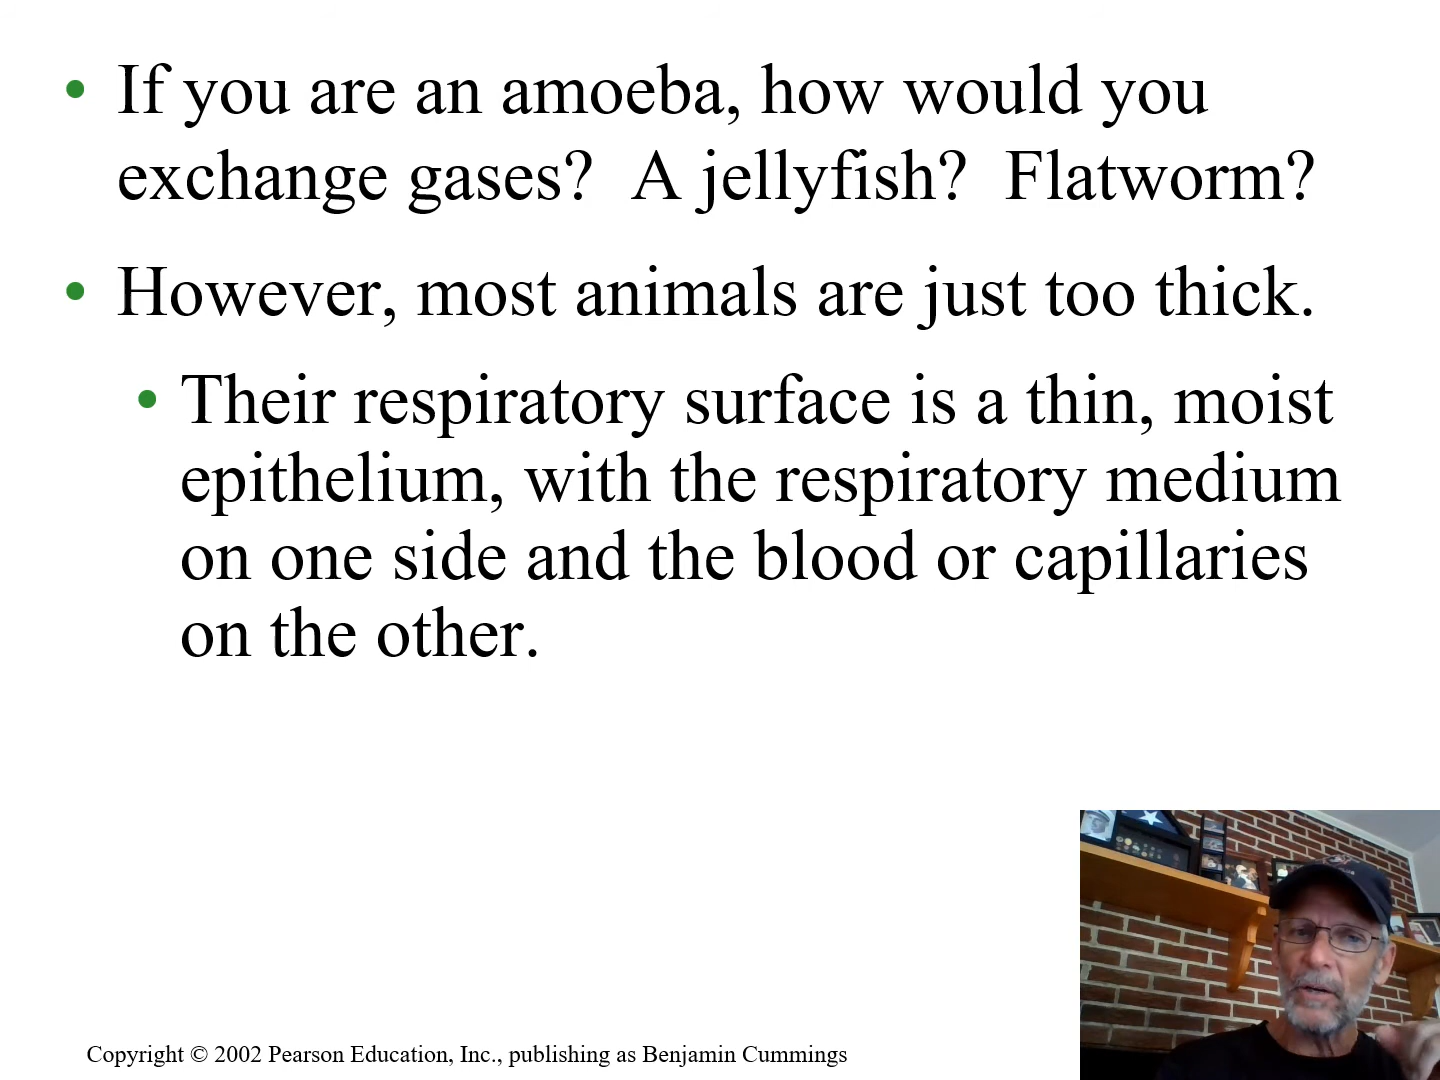 • If you are an amoeba, how would you
exchange gases?  A jellyfish?  Flatworm?
• However, most animals are just too thick.
• Their respiratory surface is a thin, moist
epithelium, with the respiratory medium
on one side and the blood or capillaries
on the other.
Copyright © 2002 Pearson Education, Inc., publishing as Benjamin Cummings